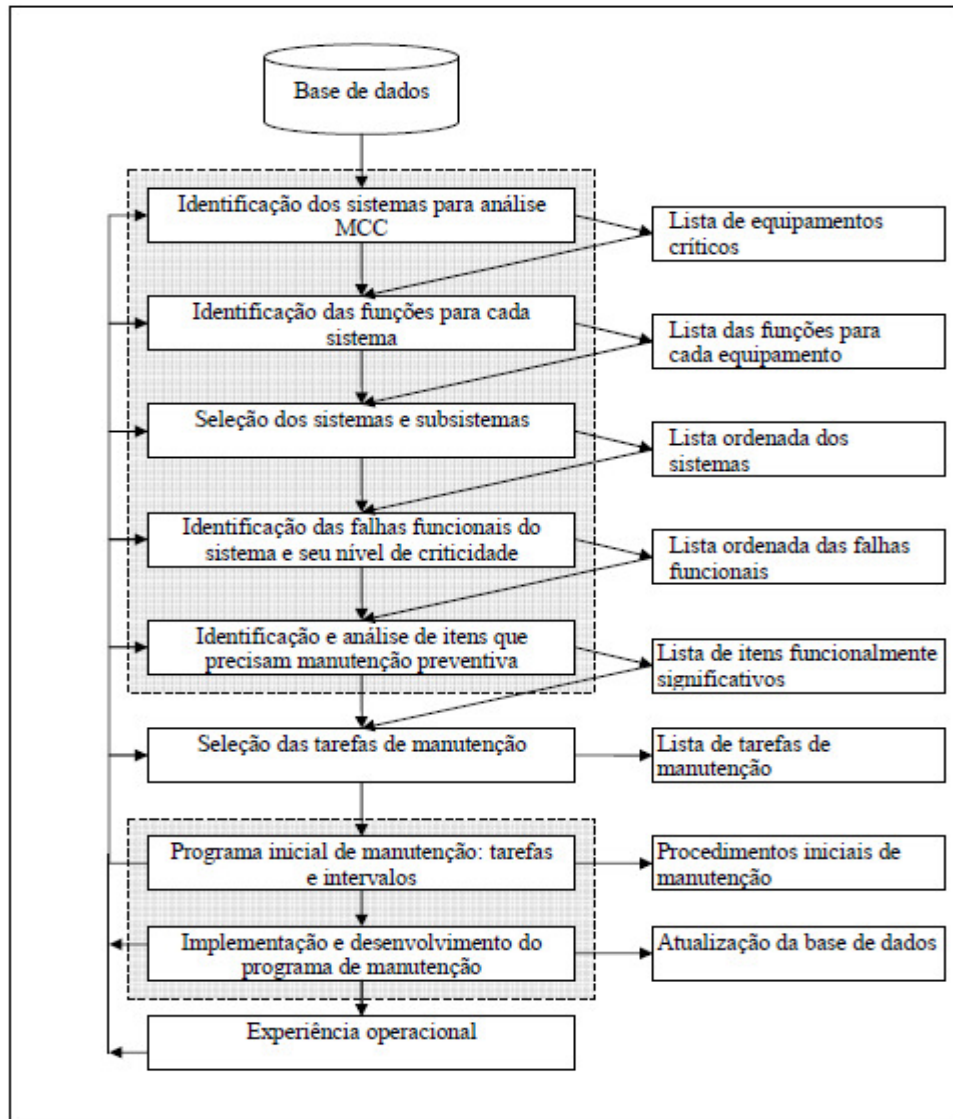 Base de dados
Identificação dos sistemas para análise
MCC
Lista de equipamentos
críticos
Identificação das funções para cada
sistema
Lista das funções para
cada equipamento
Seleção dos sistemas e subsistemas
Lista ordenada dos
sistemas
Identificação das falhas funcionais do
sistema e seu nível de criticidade
Lista ordenada das falhas
funcionais
Identificação e análise de itens que
precisam manutenção preventiva
Lista de itens funcionalmente
significativos
Seleção das tarefas de manutenção
Lista de tarefas de
manutenção
Programa inicial de manutenção: tarefas
e intervalos
Procedimentos iniciais de
manutenção
Implementação e desenvolvimento do
programa de manutenção
Atualização da base de dados
Experiência operacional